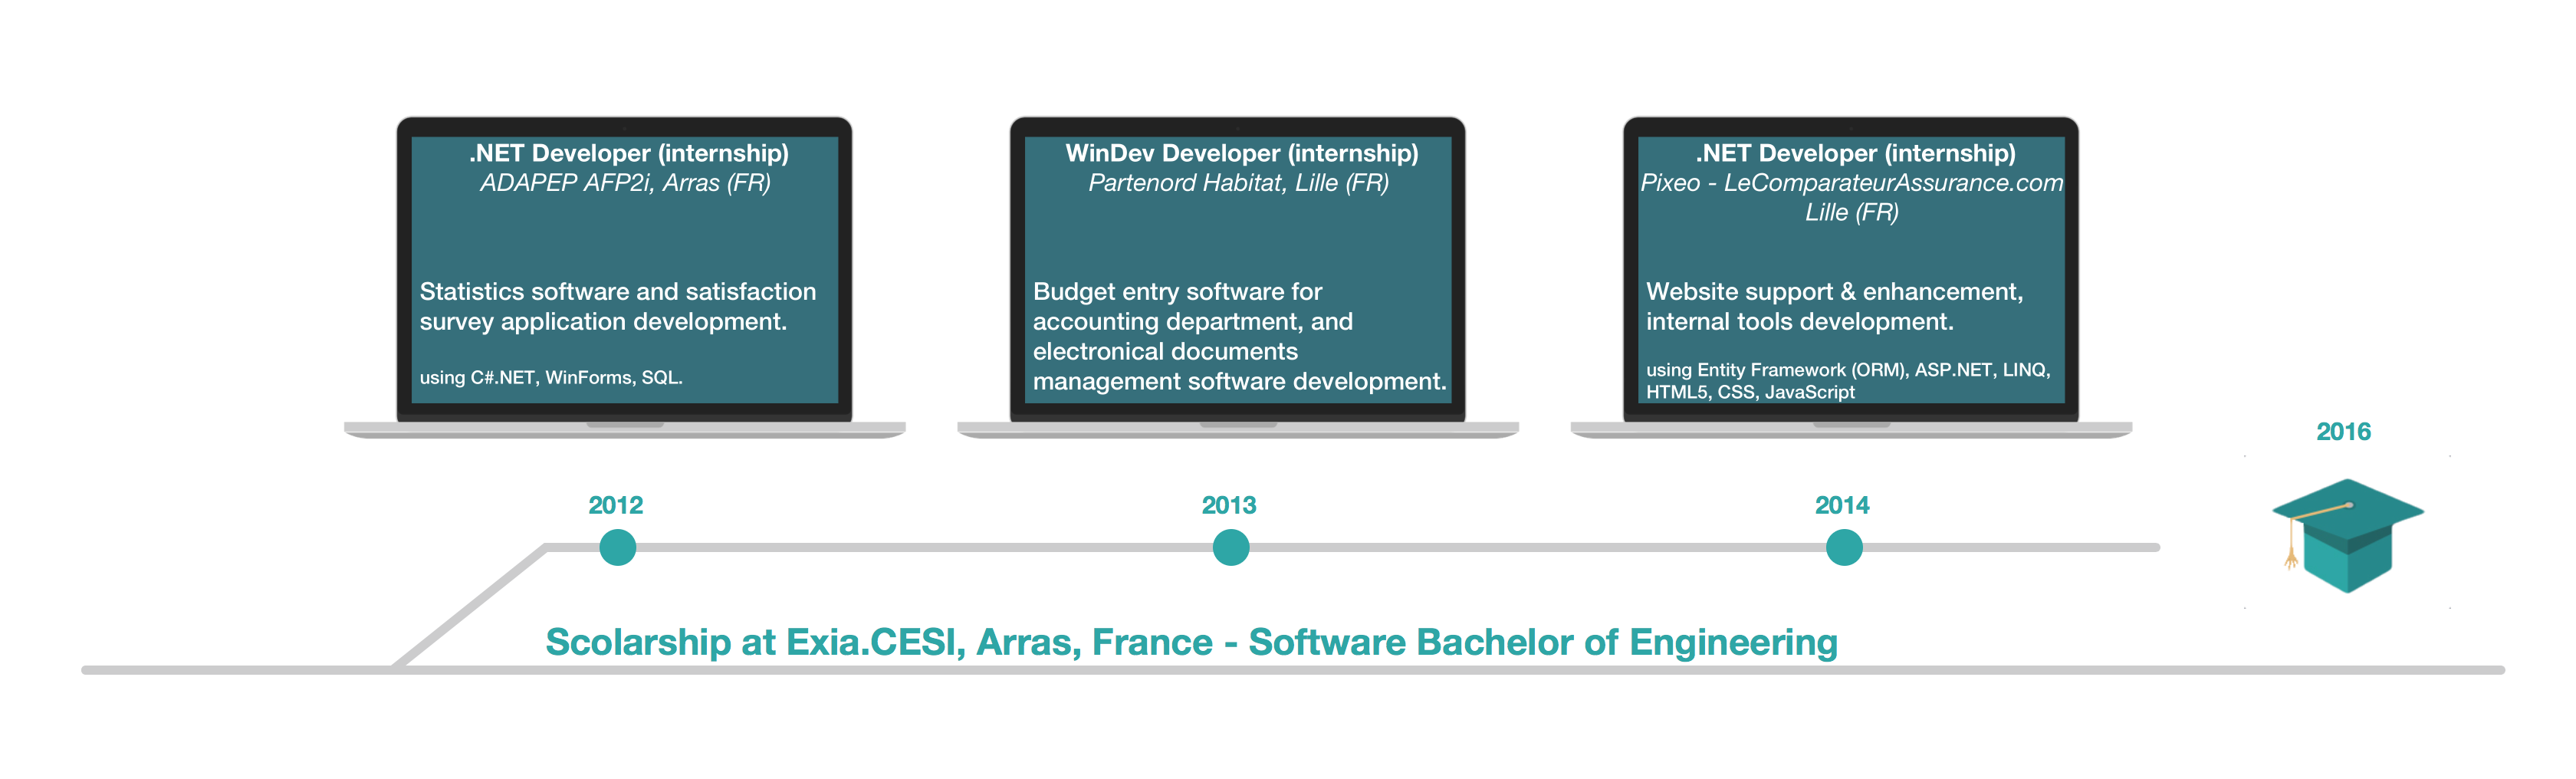 .NET Developer (internship)
ADAPEP AFP2i, Arras (FR)
Statistics software and satisfaction
survey application development.
using C#.NET, WinForms, SQL.
WinDev Developer (internship)
Partenord Habitat, Lille (FR)
Budget entry software for
accounting department, and
electronical documents
management software development.
.NET Developer (internship)
Pixeo - LeComparateurAssurance.com
Lille (FR)
Website support & enhancement,
internal tools development.
using Entity Framework (ORM), ASP.NET, LINQ,
HTML5, CSS, JavaScript
2016
2012
2013
2014
Scolarship at Exia.CESI, Arras, France - Software Bachelor of Engineering